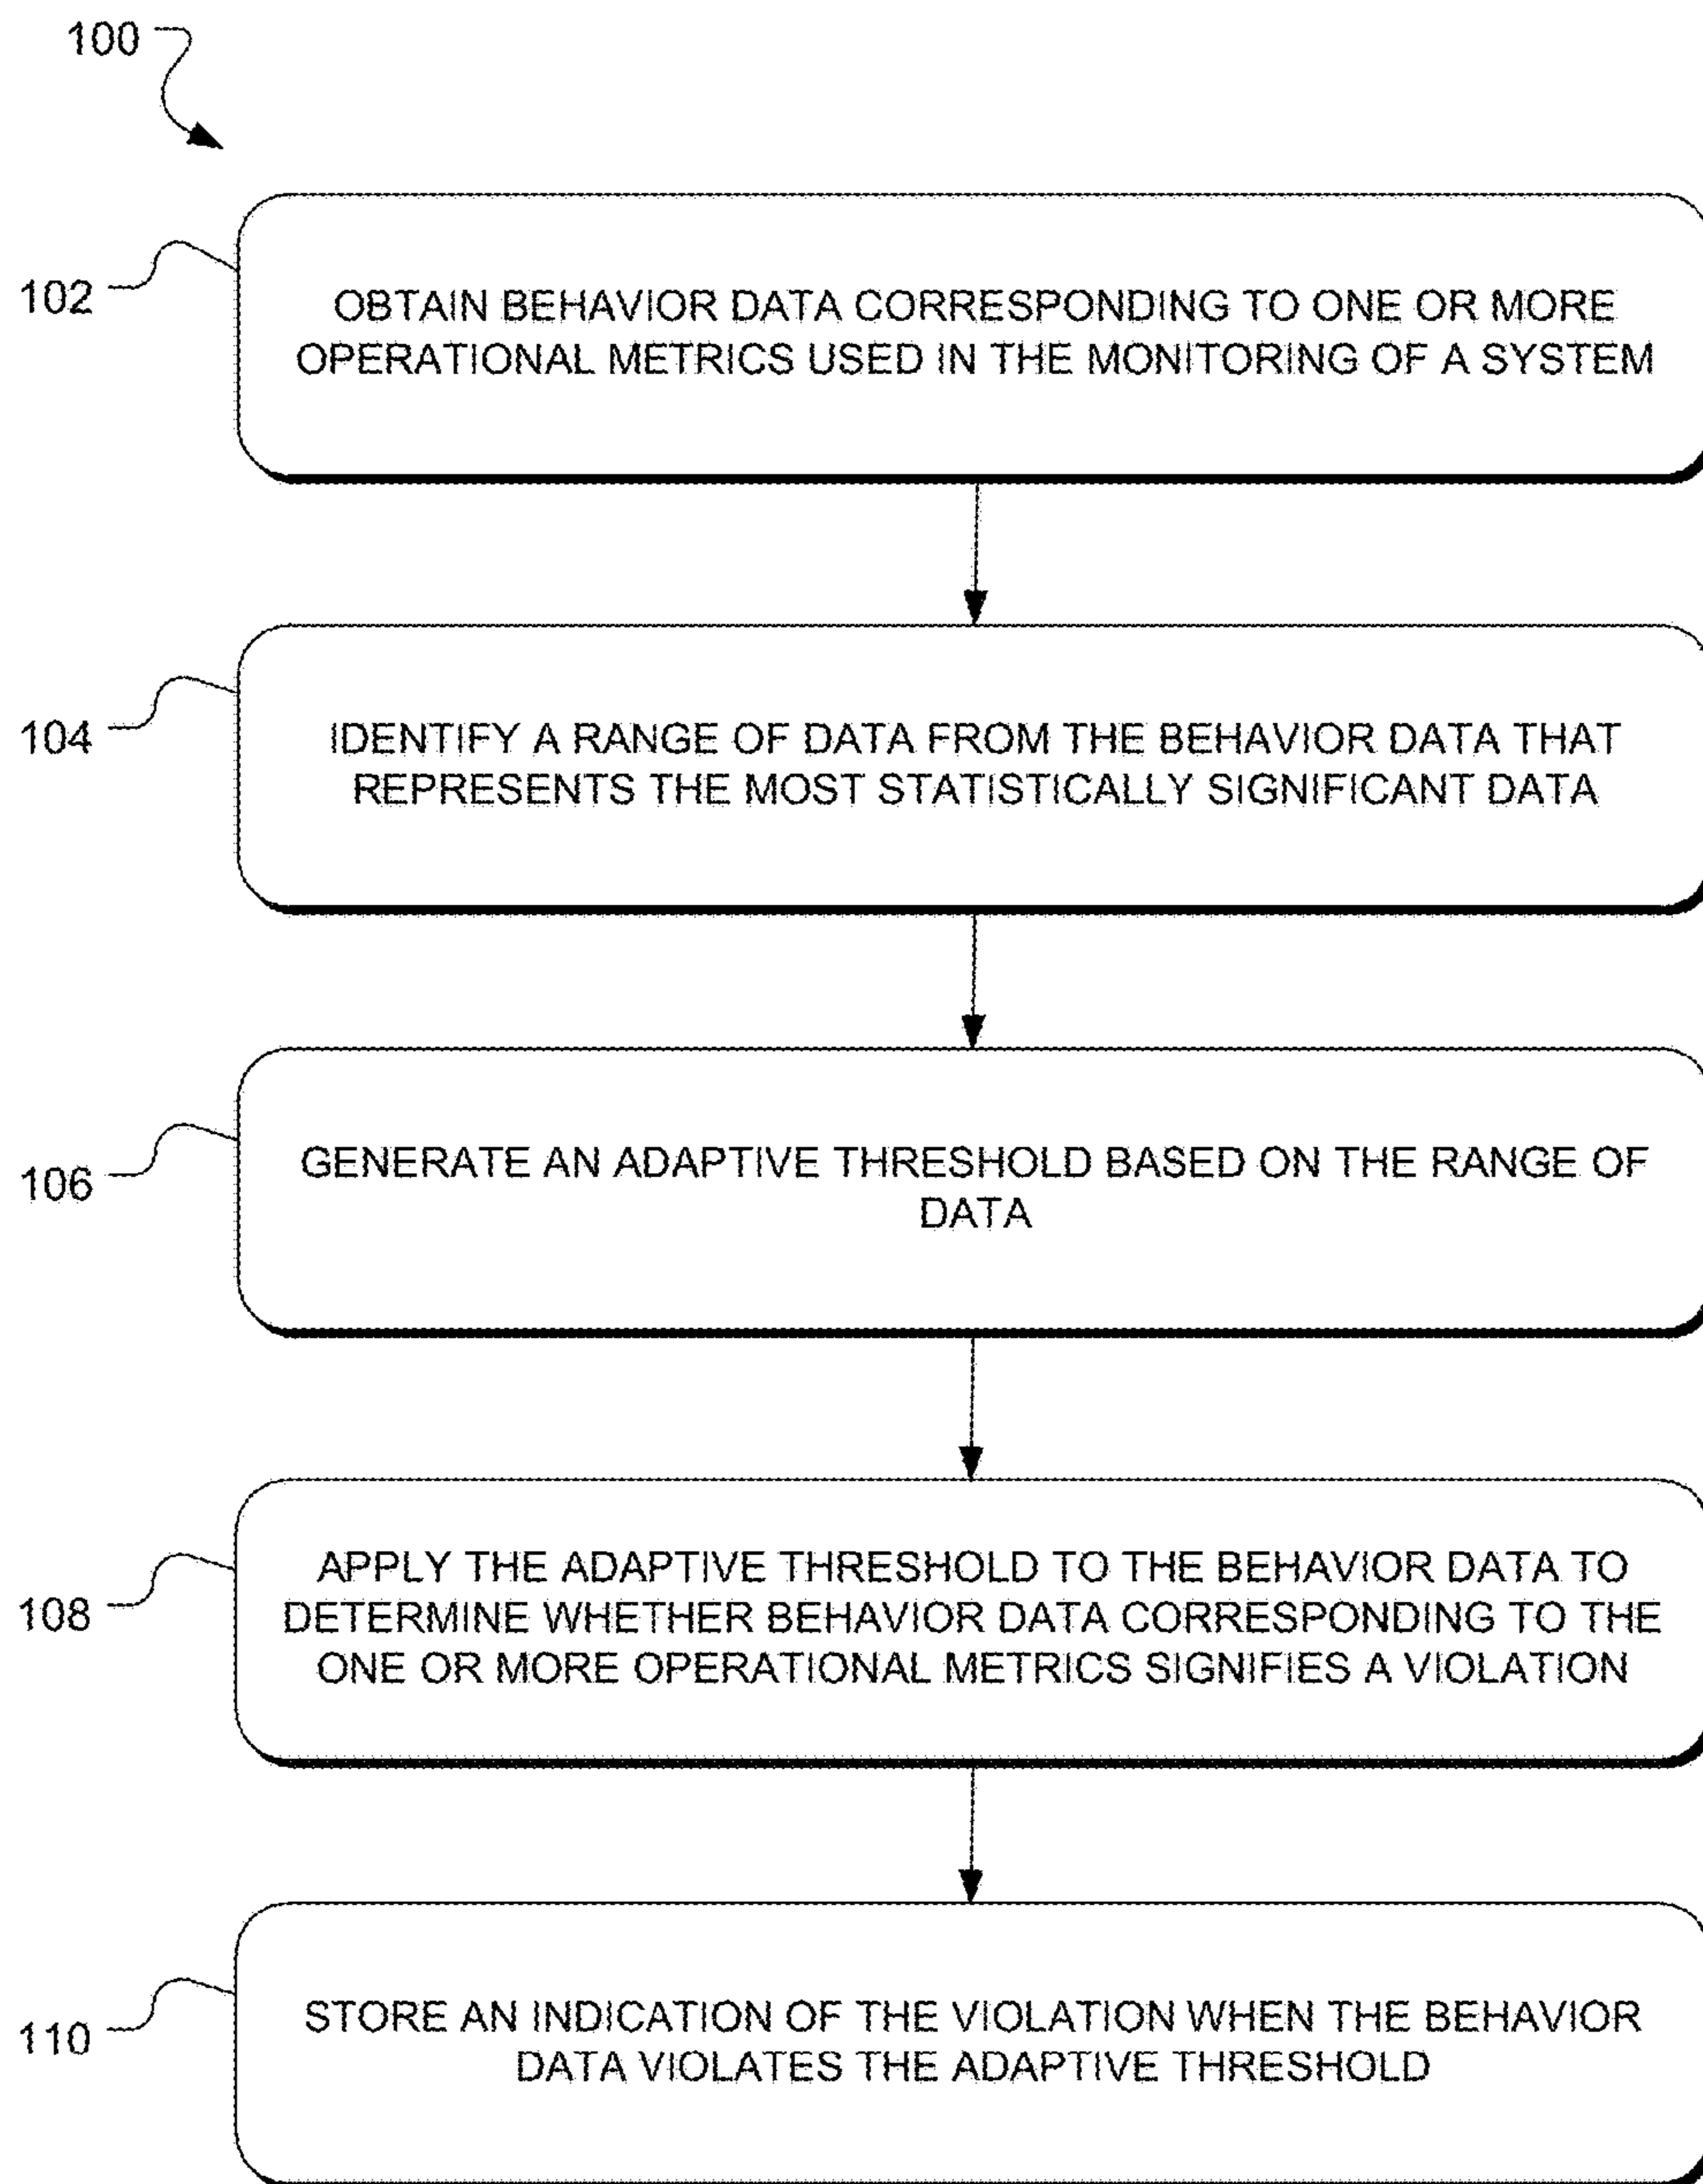 100
102
OBTAIN BEHAVIOR DATA CORRESPONDING TO ONE OR MORE
OPERATIONAL METRICS USED IN THE MONITORING OF A SYSTEM
104
IDENTIFY A RANGE OF DATA FROM THE BEHAVIOR DATA THAT
REPRESENTS THE MOST STATISTICALLY SIGNIFICANT DATA
106
GENERATE AN ADAPTIVE THRESHOLD BASED ON THE RANGE OF
DATA
108
APPLY THE ADAPTIVE THRESHOLD TO THE BEHAVIOR DATA TO
DETERMINE WHETHER BEHAVIOR DATA CORRESPONDING TO THE
ONE OR MORE OPERATIONAL METRICS SIGNIFIES A VIOLATION
110
STORE AN INDICATION OF THE VIOLATION WHEN THE BEHAVIOR
DATA VIOLATES THE ADAPTIVE THRESHOLD